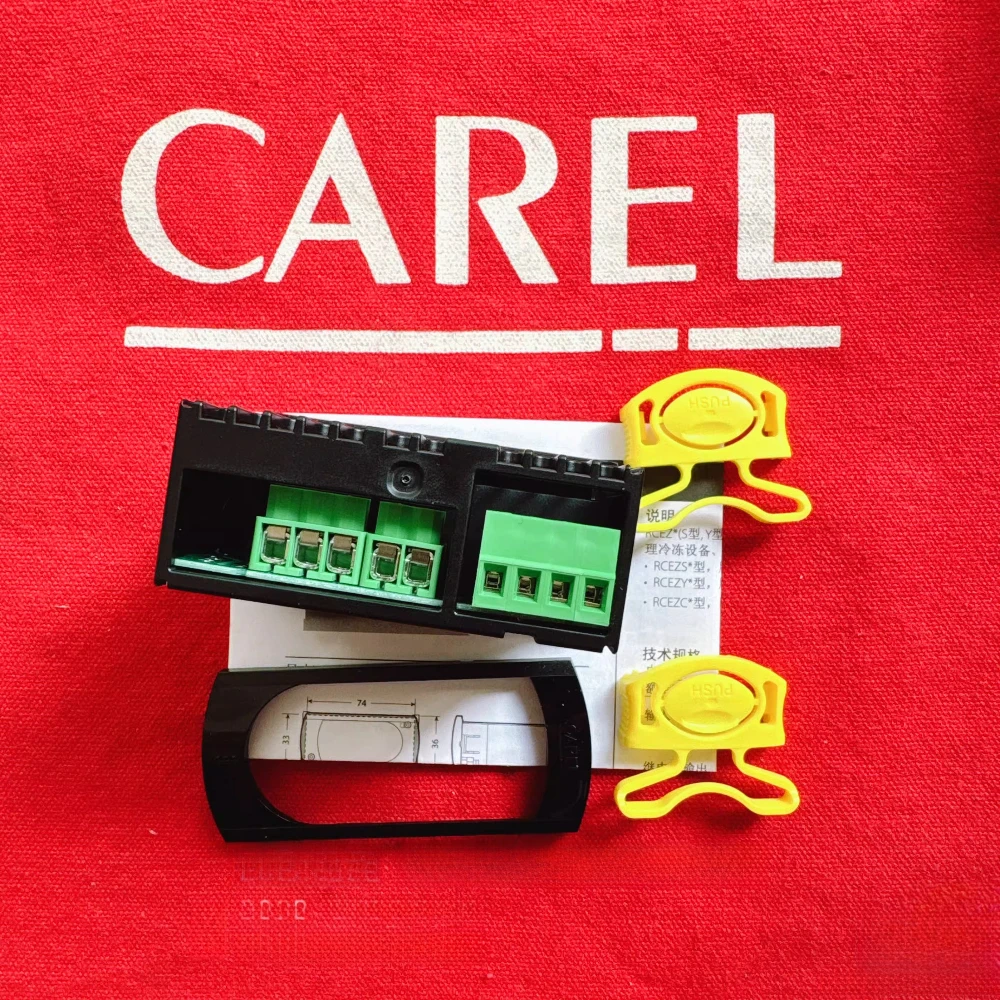 CAREL
PUSH
说明
RCEZ*(S型, Y型
理冷冻设备、
· RCEZS*型,
· RCEZY*型,
· RCEZC*型,
技术规格
PUSH
74
33
36